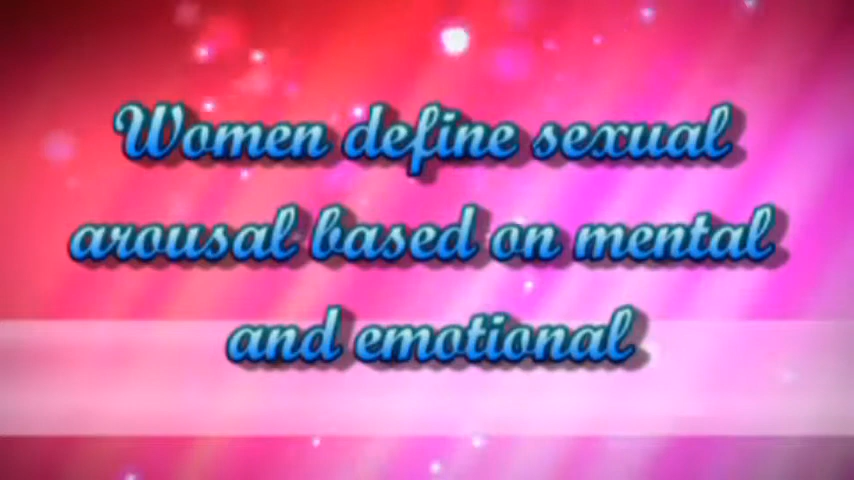 Women define sexual
arousal based on mental
and emotional